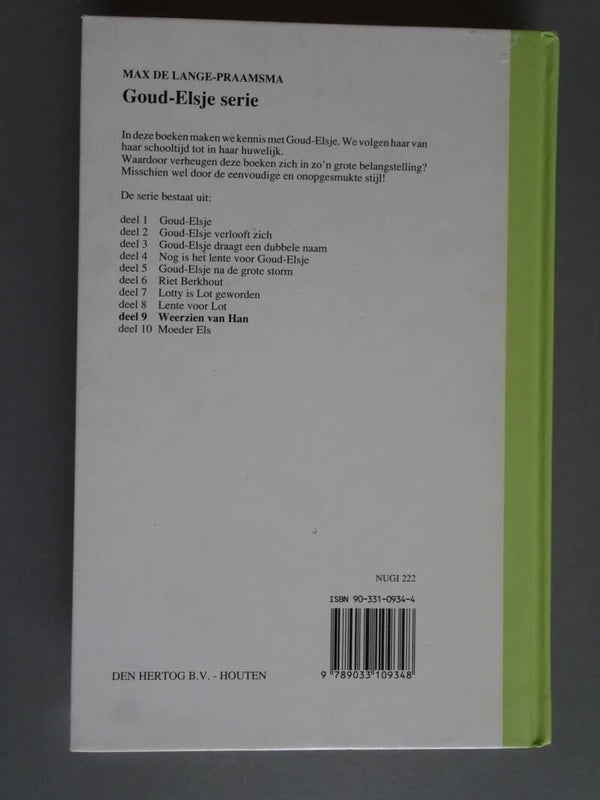 MAX DE LANGE-PRAAMSMA
Goud-Elsje serie
In deze boeken maken we kennis met Goud-Elsje. We volgen haar van
haar schooltijd tot in haar huwelijk.
Waardoor verheugen deze boeken zich in zo'n grote belangstelling?
Misschien wel door de eenvoudige en onopgesmukte stijl!
De serie bestaat uit:
deel 1 Goud-Elsje
deel 2 Goud-Elsje verlooft zich
deel 3 Goud-Elsje draagt een dubbele naam
deel 4 Nog is het lente voor Goud-Elsje
deel 5 Goud-Elsje na de grote storm
deel 6 Riet Berkhout
deel 7 Lotty is Lot geworden
deel 8 Lente voor Lot
deel 9 Weerzien van Han
deel 10 Moeder Els
NUGI 222
ISBN 90-331-0934-4
9 789033 109348
DEN HERTOG B.V. - HOUTEN